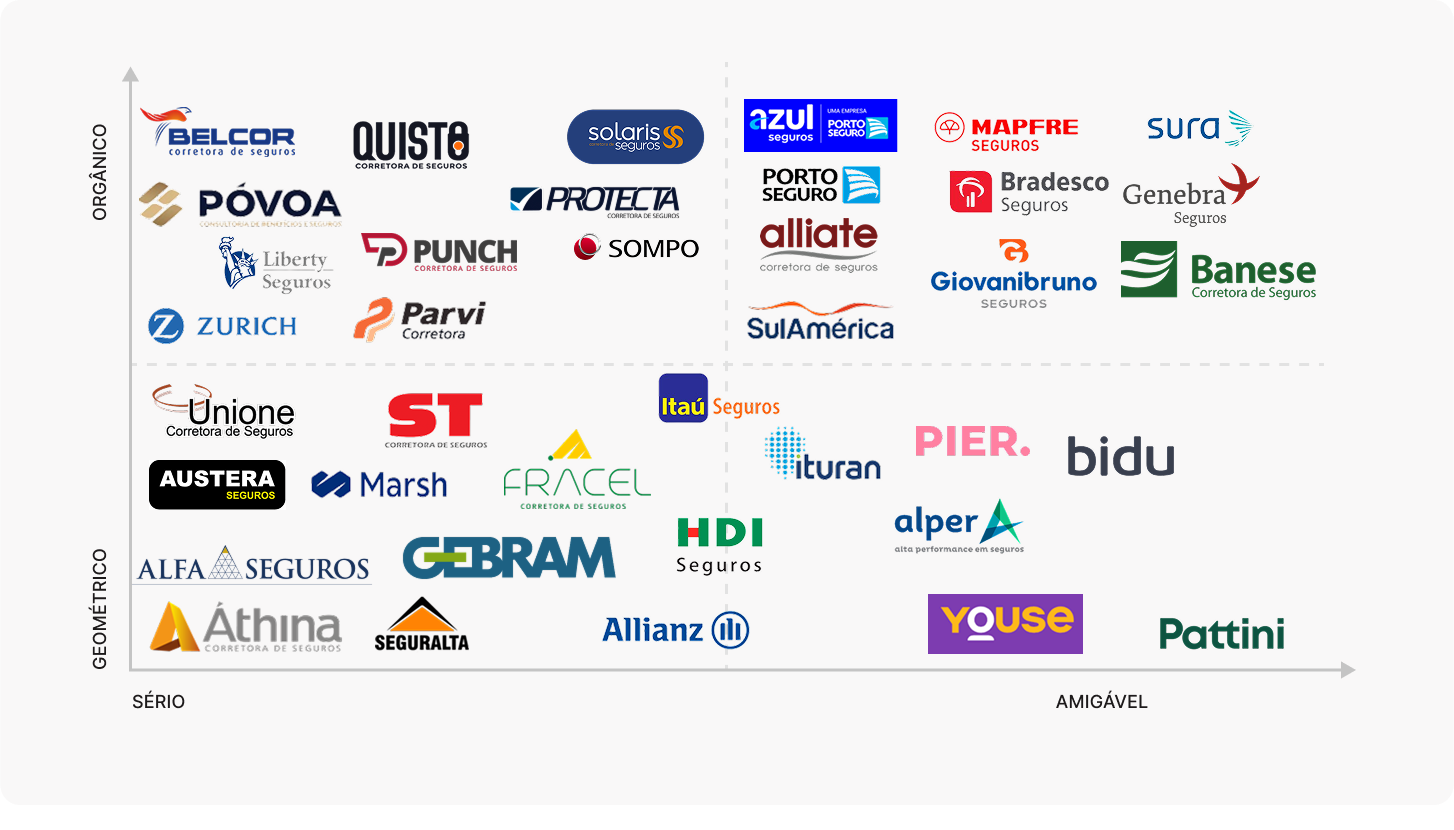 ORGÂNICO
BELCOR
corretora de seguros
QUISTO
CORRETORA DE SEGUROS
solaris
seguros
azul
seguros
UMA EMPRESA
PORTO
SEGURO
MAPFRE
SEGUROS
sura
PÓVOA
CONSULTORIA DE BENEFÍCIOS E SEGUROS
PROTECTA
CORRETORA DE SEGUROS
PORTO
SEGURO
Bradesco
Seguros
Genebra
Seguros
Liberty
Seguros
PUNCH
CORRETORA DE SEGUROS
SOMPO
alliate
corretora de seguros
Giovanibruno
SEGUROS
Banese
Corretora de Seguros
Z ZURICH
Parvi
Corretora
SulAmérica
Unione
Corretora de Seguros
ST
CORRETORA DE SEGUROS
Itaú Seguros
ituran
PIER.
bidu
AUSTERA
SEGUROS
Marsh
FRACEL
CORRETORA DE SEGUROS
HDI
Seguros
alper
alta performance em seguros
GEOMÉTRICO
ALFA SEGUROS
GEBRAM
Áthina
CORRETORA DE SEGUROS
SEGURALTA
Allianz
YOUSE
Pattini
SÉRIO
AMIGÁVEL